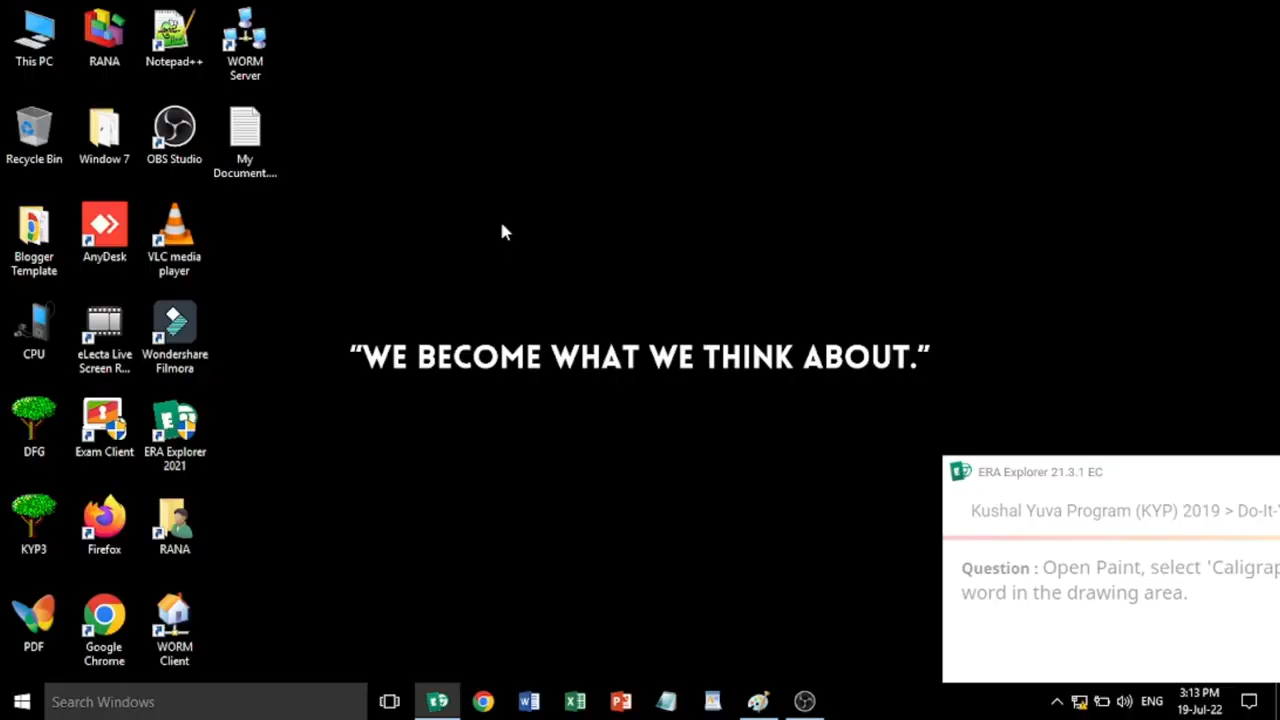 This PC
RANA
Notepad++
WORM
Server
Recycle Bin
Window 7
OBS Studio
My
Document....
Blogger
Template
AnyDesk
VLC media
player
CPU
eLecta Live
Screen R...
Wondershare
Filmora
DFG
Exam Client
ERA Explorer
2021
KYP3
Firefox
RANA
PDF
Google
Chrome
WORM
Client
“WE BECOME WHAT WE THINK ABOUT.”
ERA Explorer 21.3.1 EC
Kushal Yuva Program (KYP) 2019 > Do-It-
Question : Open Paint, select 'Caligrap
word in the drawing area.
Search Windows
ENG
3:13 PM
19-Jul-22